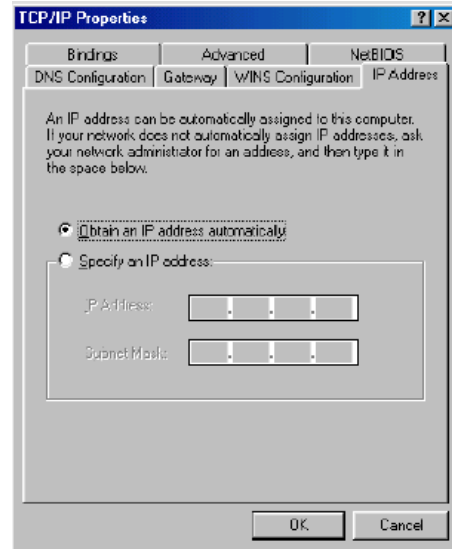 TCP/IP Properties
Bindings Advanced NetBIOS
DNS Configuration Gateway WINS Configuration IP Address
An IP address can be automatically assigned to this computer.
If your network does not automatically assign IP addresses, ask
your network administrator for an address, and then type it in
the space below.
Obtain an IP address automatically
Specify an IP address:
IP Address:
Subnet Mask:
OK Cancel